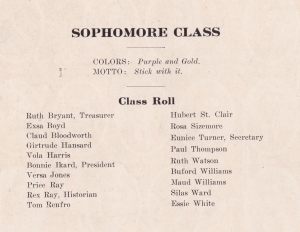 SOPHOMORE CLASS
COLORS: Purple and Gold.
MOTTO: Stick with it.
Class Roll
Ruth Bryant, Treasurer
Exsa Boyd
Claud Bloodworth
Girtrude Hansard
Vola Harris
Bonnie Ikard, President
Versa Jones
Price Ray
Rex Ray, Historian
Tom Renfro
Hubert St. Clair
Rosa Sizemore
Eunice Turner, Secretary
Paul Thompson
Ruth Watson
Buford Williams
Maud Williams
Silas Ward
Essie White